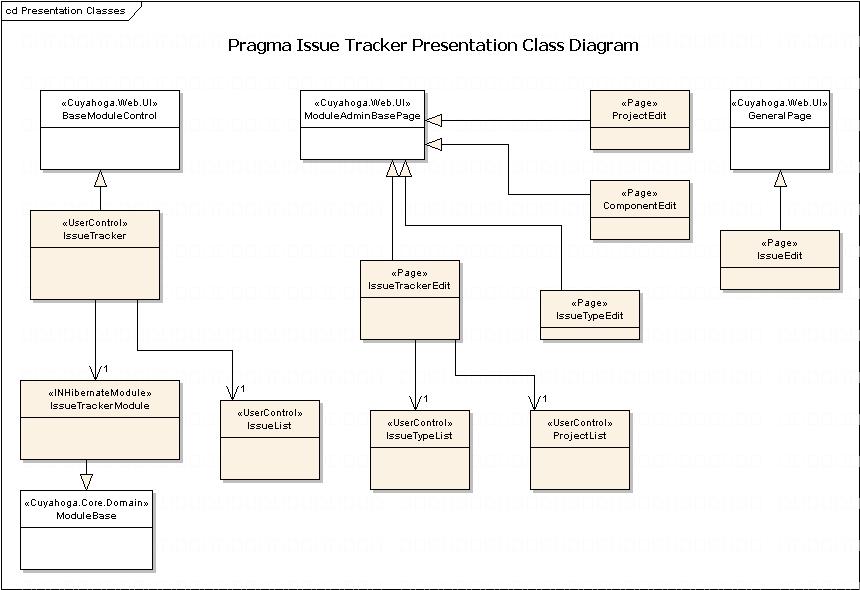 cd Presentation Classes
Pragma Issue Tracker Presentation Class Diagram
«Cuyahoga.Web.UI»
BaseModuleControl
«Cuyahoga.Web.UI»
ModuleAdminBasePage
«Page»
ProjectEdit
«Cuyahoga.Web.UI»
GeneralPage
«Page»
ComponentEdit
«UserControl»
IssueTracker
«Page»
IssueEdit
«Page»
IssueTrackerEdit
«Page»
IssueTypeEdit
1
«INHibernateModule»
IssueTrackerModule
1
«UserControl»
IssueList
1
«UserControl»
IssueTypeList
1
«UserControl»
ProjectList
«Cuyahoga.Core.Domain»
ModuleBase